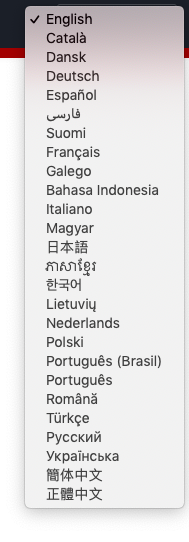 ✓ English
Català
Dansk
Deutsch
Español
فارسی
Suomi
Français
Galego
Bahasa Indonesia
Italiano
Magyar
日本語
ភាសាខ្មែរ
한국어
Lietuvių
Nederlands
Polski
Português (Brasil)
Português
Română
Türkçe
Русский
Українська
簡体中文
正體中文